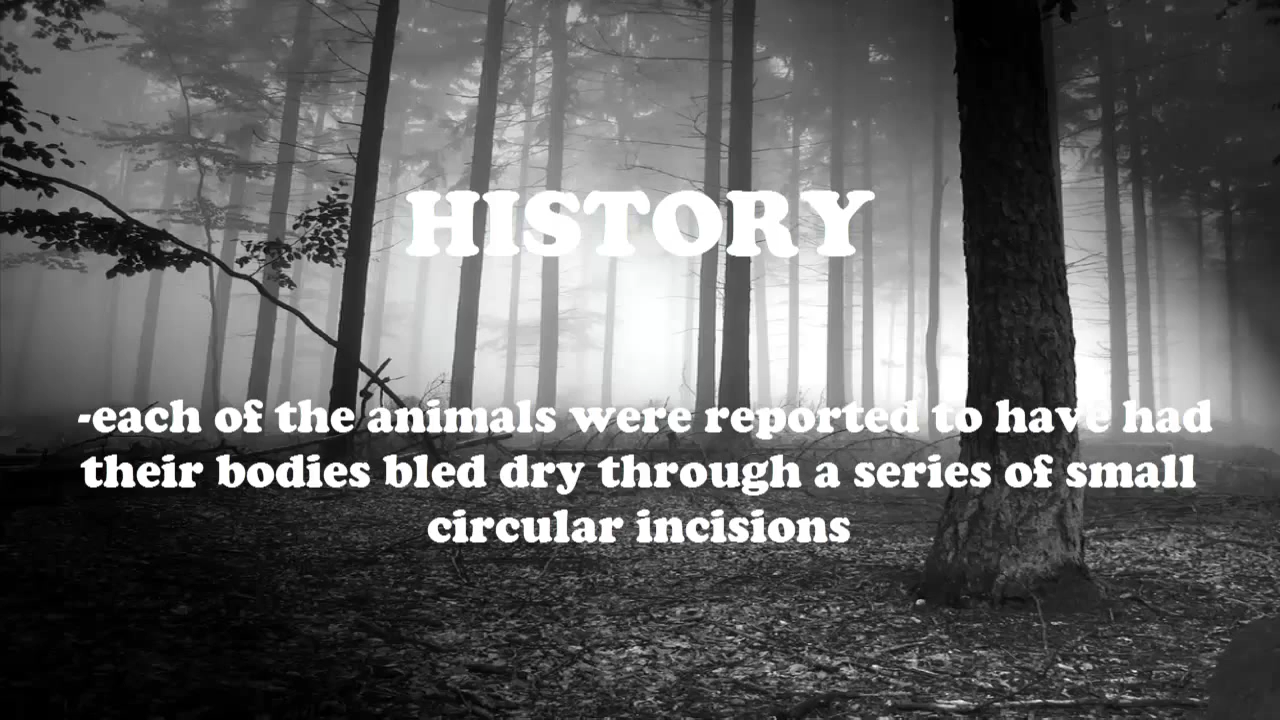 HISTORY
-each of the animals were reported to have had
their bodies bled dry through a series of small
circular incisions